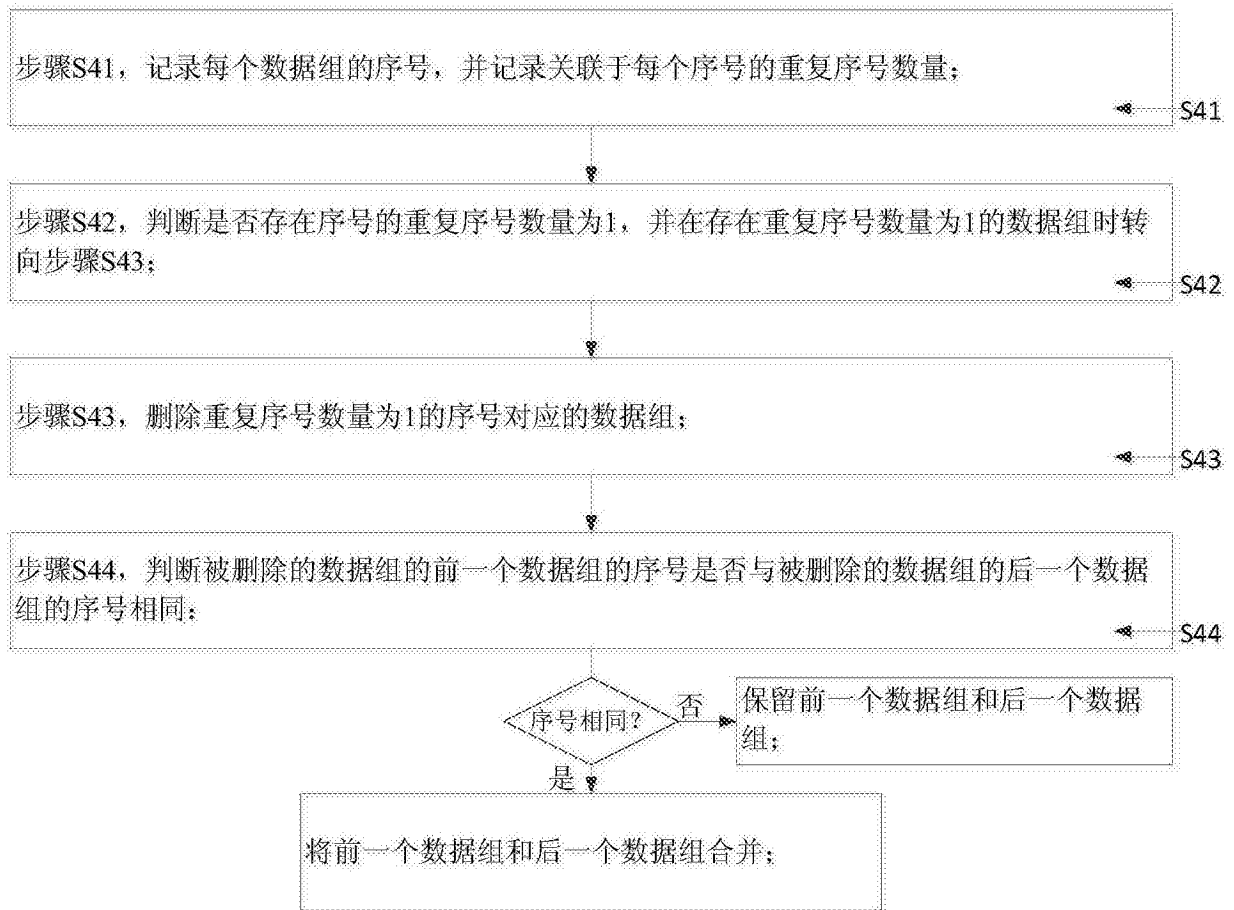 步骤S41，记录每个数据组的序号，并记录关联于每个序号的重复序号数量；
S41
步骤S42，判断是否存在序号的重复序号数量为1，并在存在重复序号数量为1的数据组时转
向步骤S43；
S42
步骤S43，删除重复序号数量为1的序号对应的数据组；
S43
步骤S44，判断被删除的数据组的前一个数据组的序号是否与被删除的数据组的后一个数据
组的序号相同；
S44
序号相同？
否
保留前一个数据组和后一个数据
组；
是
将前一个数据组和后一个数据组合并；